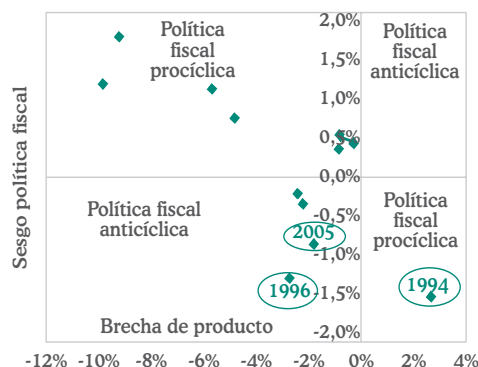 Sesgo política fiscal
Política
fiscal
procíclica
Política
fiscal
anticíclica
2,0%
1,5%
1,0%
0,5%
0,0%
-0,5%
-1,0%
-1,5%
-2,0%
Política fiscal
anticíclica
Política
fiscal
procíclica
2005
1996
1994
Brecha de producto
-12%
-10%
-8%
-6%
-4%
-2%
0%
2%
4%